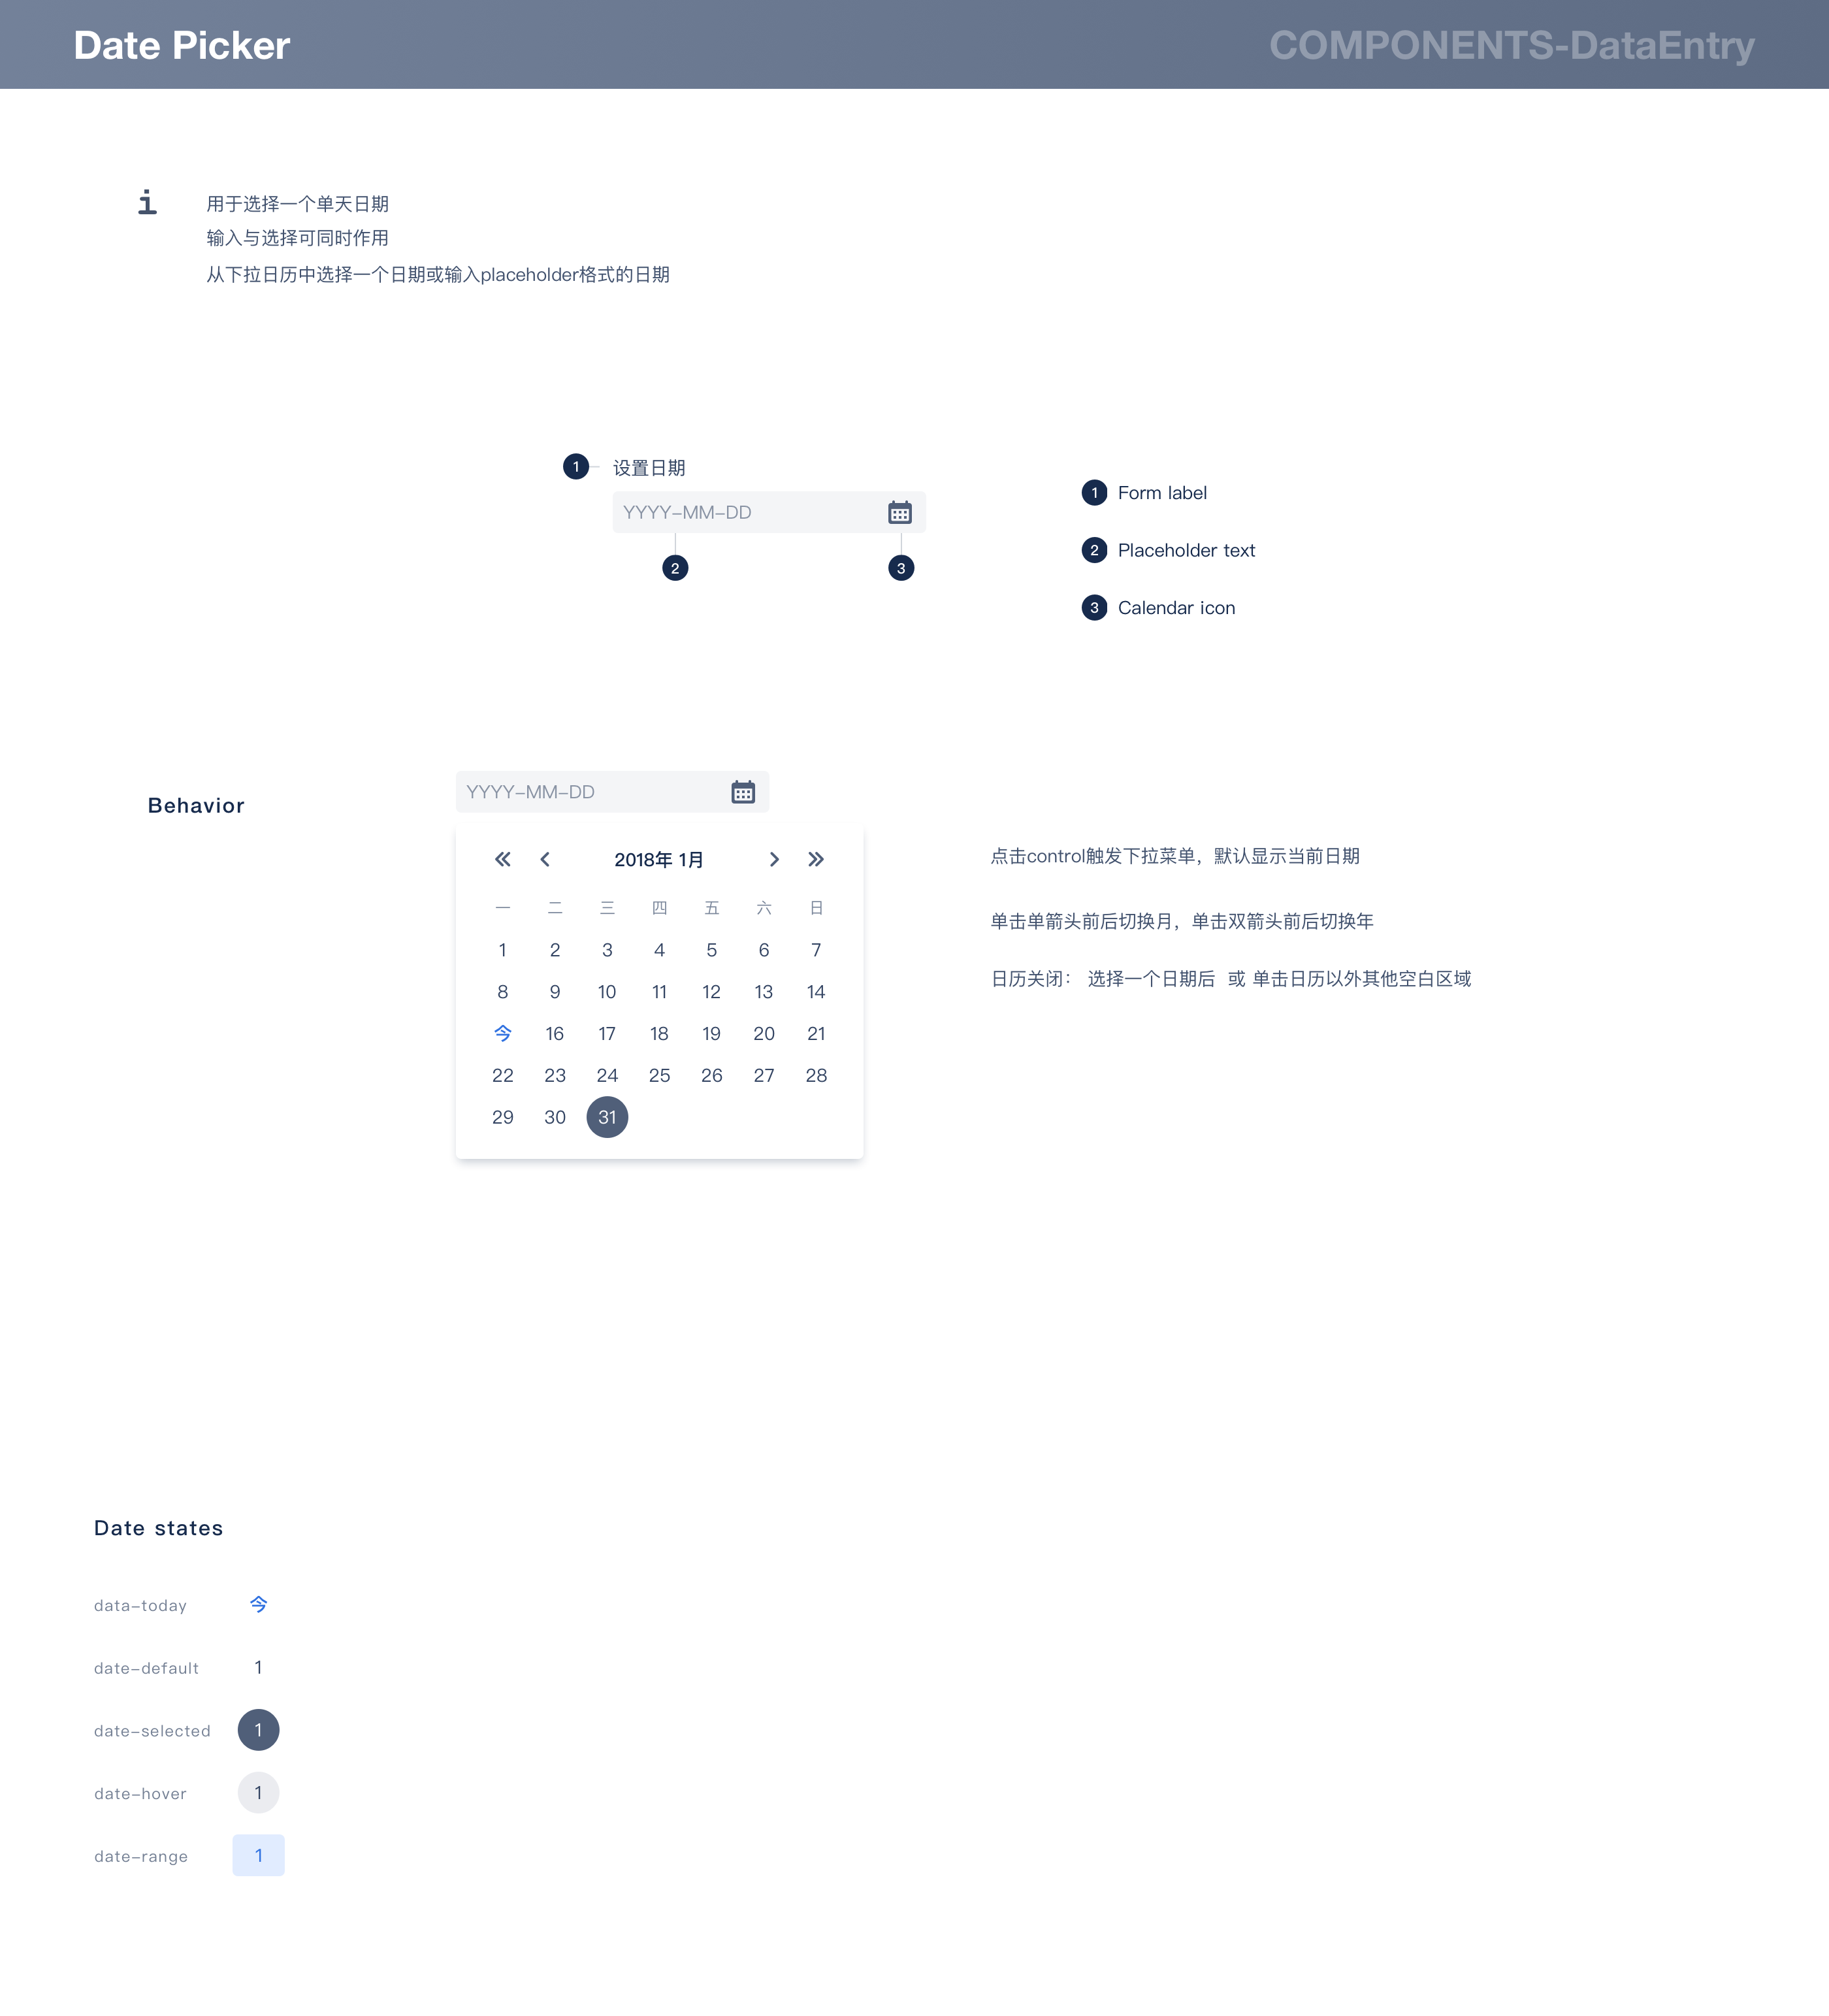 Date Picker
COMPONENTS-DataEntry
i
用于选择一个单天日期
输入与选择可同时作用
从下拉日历中选择一个日期或输入placeholder格式的日期
1 设置日期
YYYY-MM-DD
2 3
1 Form label
2 Placeholder text
3 Calendar icon
Behavior
YYYY-MM-DD
2018年 1月
一 二 三 四 五 六 日
1 2 3 4 5 6 7
8 9 10 11 12 13 14
今 16 17 18 19 20 21
22 23 24 25 26 27 28
29 30 31
点击control触发下拉菜单，默认显示当前日期
单击单箭头前后切换月，单击双箭头前后切换年
日历关闭： 选择一个日期后 或 单击日历以外其他空白区域
Date states
data-today 今
date-default 1
date-selected 1
date-hover 1
date-range 1